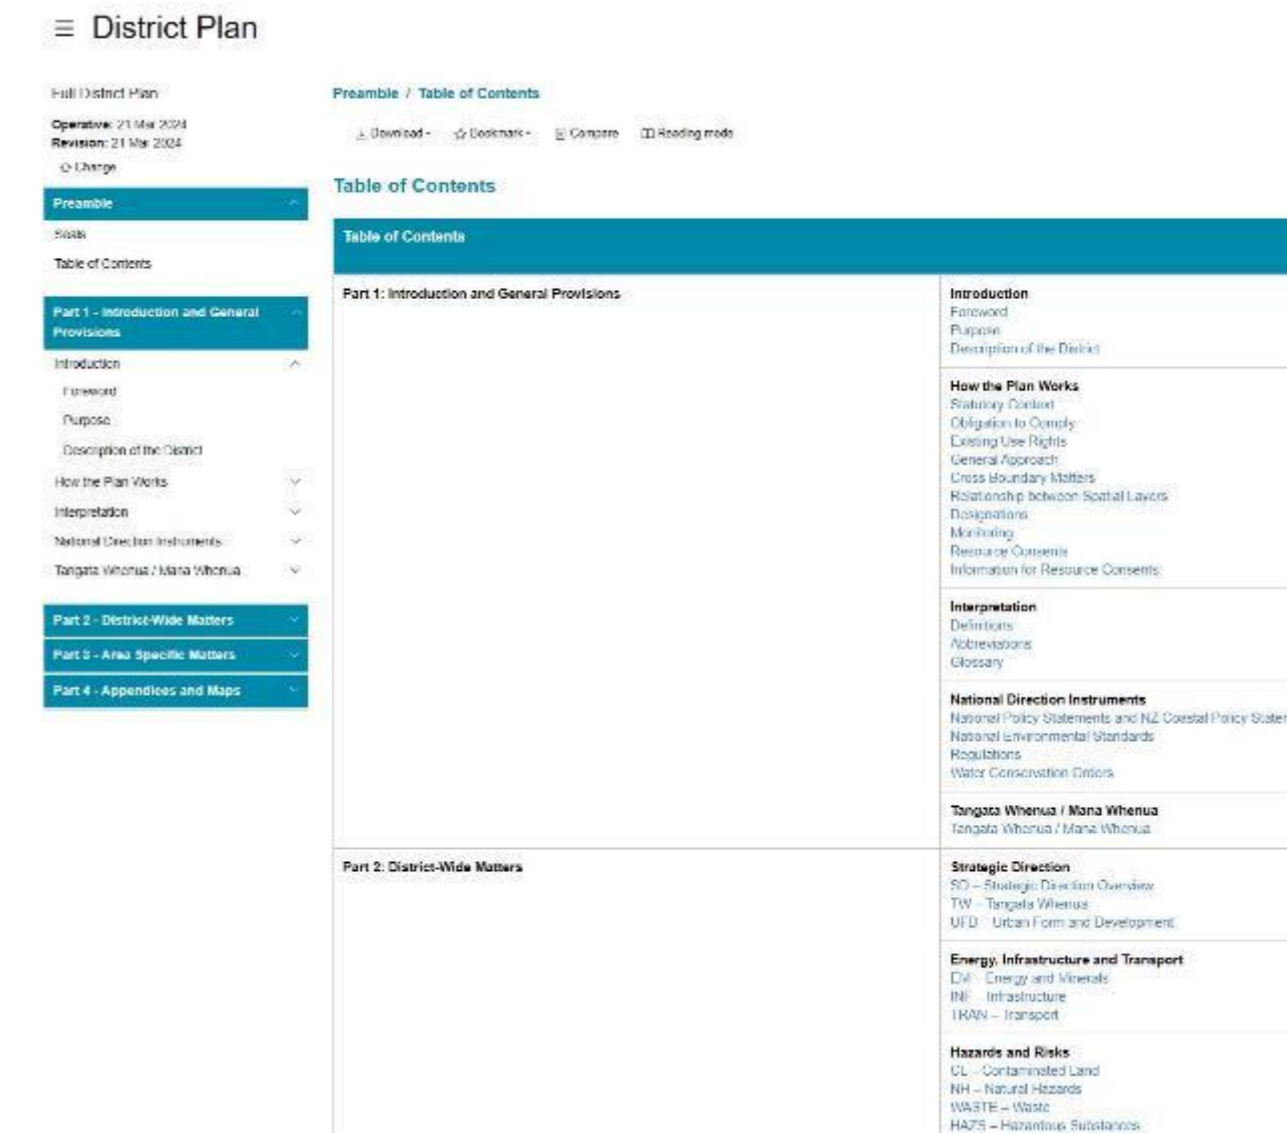 District Plan
Full District Plan
Operative: 21 Mar 2024
Revision: 21 Mar 2024
Change
Preamble
Seals
Table of Contents
Part 1 - Introduction and General
Provisions
Introduction
Foreword
Purpose
Description of the District
How the Plan Works
Interpretation
National Direction Instruments
Tangata Whenua / Mana Whenua
Part 2 - District-Wide Matters
Part 3 - Area Specific Matters
Part 4 - Appendices and Maps
Preamble / Table of Contents
Download Bookmark Compare Reading mode
Table of Contents
Table of Contents
Part 1: Introduction and General Provisions
Introduction
Foreword
Purpose
Description of the District
How the Plan Works
Statutory Context
Obligation to Comply
Existing Use Rights
General Approach
Cross Boundary Matters
Relationship between Spatial Layers
Designations
Monitoring
Resource Consents
Information for Resource Consents
Interpretation
Definitions
Abbreviations
Glossary
National Direction Instruments
National Policy Statements and NZ Coastal Policy Stater
National Environmental Standards
Regulations
Water Conservation Orders
Tangata Whenua / Mana Whenua
Tangata Whenua / Mana Whenua
Part 2: District-Wide Matters
Strategic Direction
SD – Strategic Direction Overview
TW – Tangata Whenua
UFD – Urban Form and Development
Energy, Infrastructure and Transport
EM – Energy and Minerals
INF – Infrastructure
TRAN – Transport
Hazards and Risks
CL – Contaminated Land
NH – Natural Hazards
WASTE – Waste
HAZS – Hazardous Substances